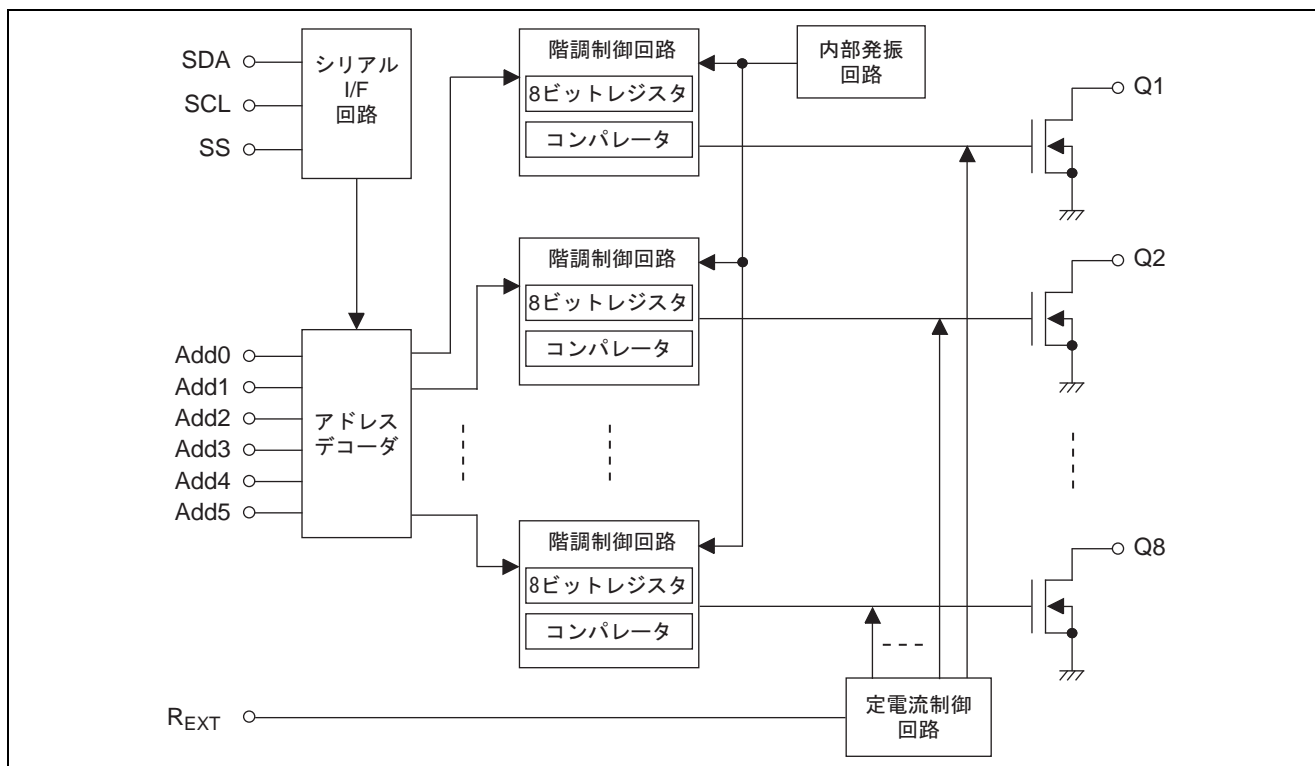 SDA
SCL
SS
シリアル
I/F
回路
階調制御回路
8ビットレジスタ
コンパレータ
内部発振
回路
Q1
階調制御回路
8ビットレジスタ
コンパレータ
Q2
Add0
Add1
Add2
Add3
Add4
Add5
アドレス
デコーダ
階調制御回路
8ビットレジスタ
コンパレータ
Q8
REXT
定電流制御
回路